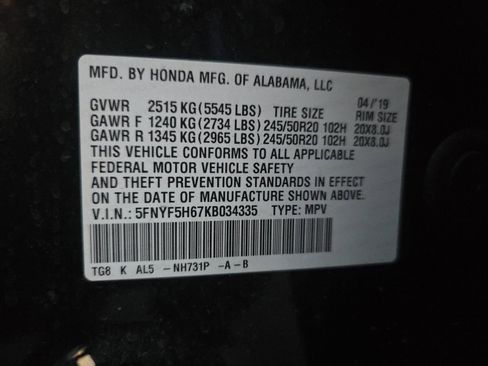 MFD. BY HONDA MFG. OF ALABAMA, LLC
04/'19
GVWR 2515 KG (5545 LBS) TIRE SIZE RIM SIZE
GAWR F 1240 KG (2734 LBS) 245/50R20 102H 20X8.0J
GAWR R 1345 KG (2965 LBS) 245/50R20 102H 20X8.0J
THIS VEHICLE CONFORMS TO ALL APPLICABLE
FEDERAL MOTOR VEHICLE SAFETY
AND THEFT PREVENTION STANDARDS IN EFFECT
ON THE DATE OF MANUFACTURE SHOWN ABOVE.
V.I.N.: 5FNYF5H67KB034335 TYPE: MPV
TG8 K AL5 -NH731P -A -B